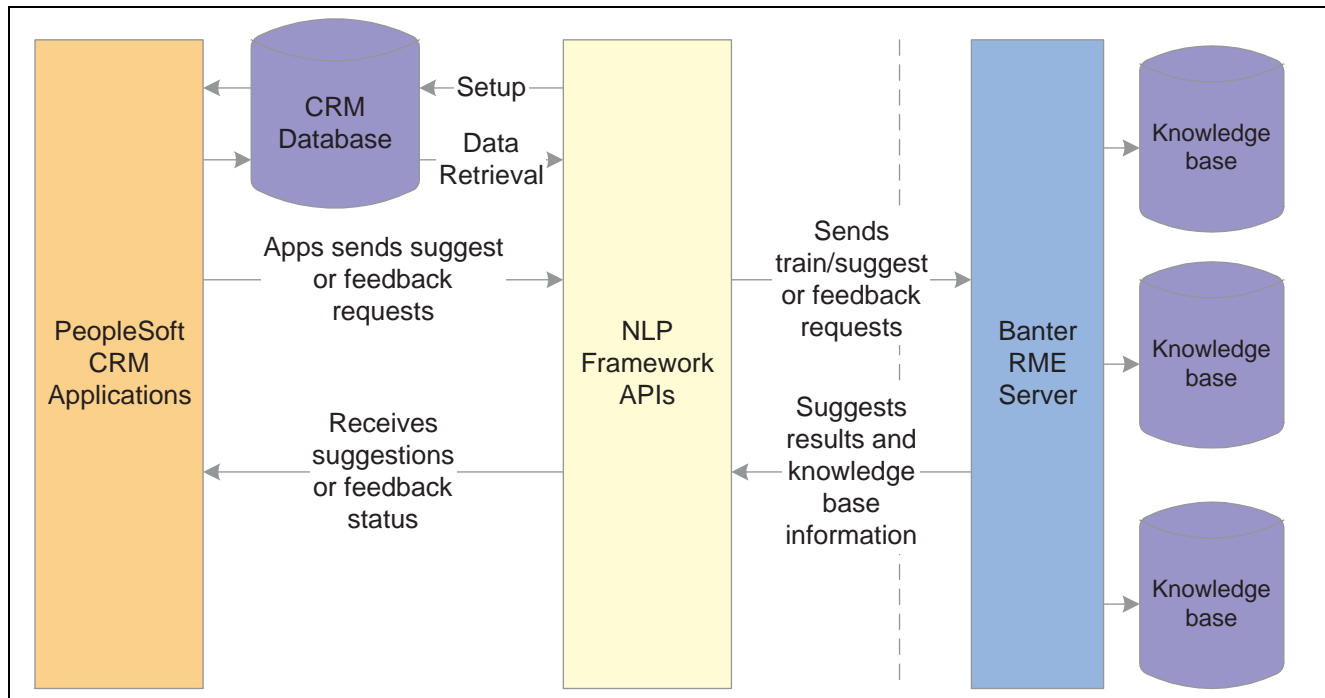 CRM
Database
Setup
Data
Retrieval
Knowledge
base
Apps sends suggest
or feedback
requests
Sends
train/suggest
or feedback
requests
PeopleSoft
CRM
Applications
NLP
Framework
APIs
Banter
RME
Server
Knowledge
base
Receives
suggestions
or feedback
status
Suggests
results and
knowledge
base
information
Knowledge
base